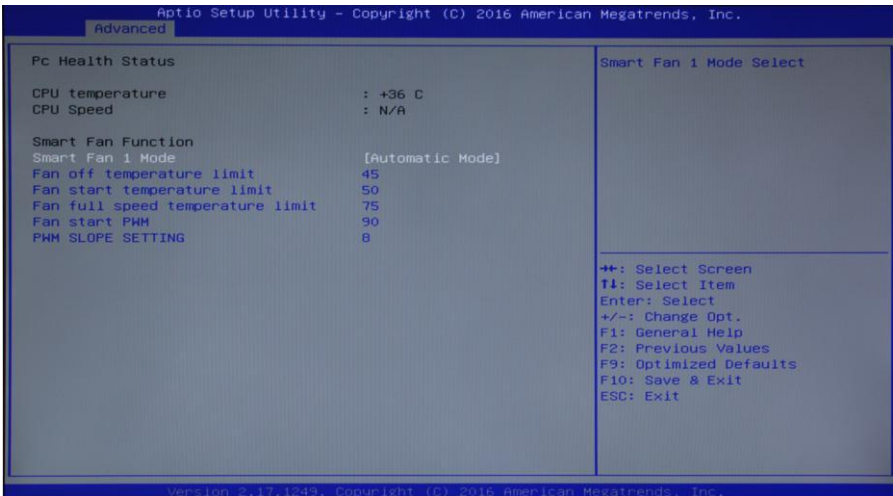 Aptio Setup Utility – Copyright (C) 2016 American Megatrends, Inc.
Advanced
Pc Health Status
CPU temperature : +36 C
CPU Speed : N/A
Smart Fan Function
Smart Fan 1 Mode [Automatic Mode]
Fan off temperature limit 45
Fan start temperature limit 50
Fan full speed temperature limit 75
Fan start PWM 90
PWM SLOPE SETTING 8
Smart Fan 1 Mode Select
→←: Select Screen
↑↓: Select Item
Enter: Select
+/-: Change Opt.
F1: General Help
F2: Previous Values
F9: Optimized Defaults
F10: Save & Exit
ESC: Exit
Version 2.17.1249. Copyright (C) 2016 American Megatrends, Inc.